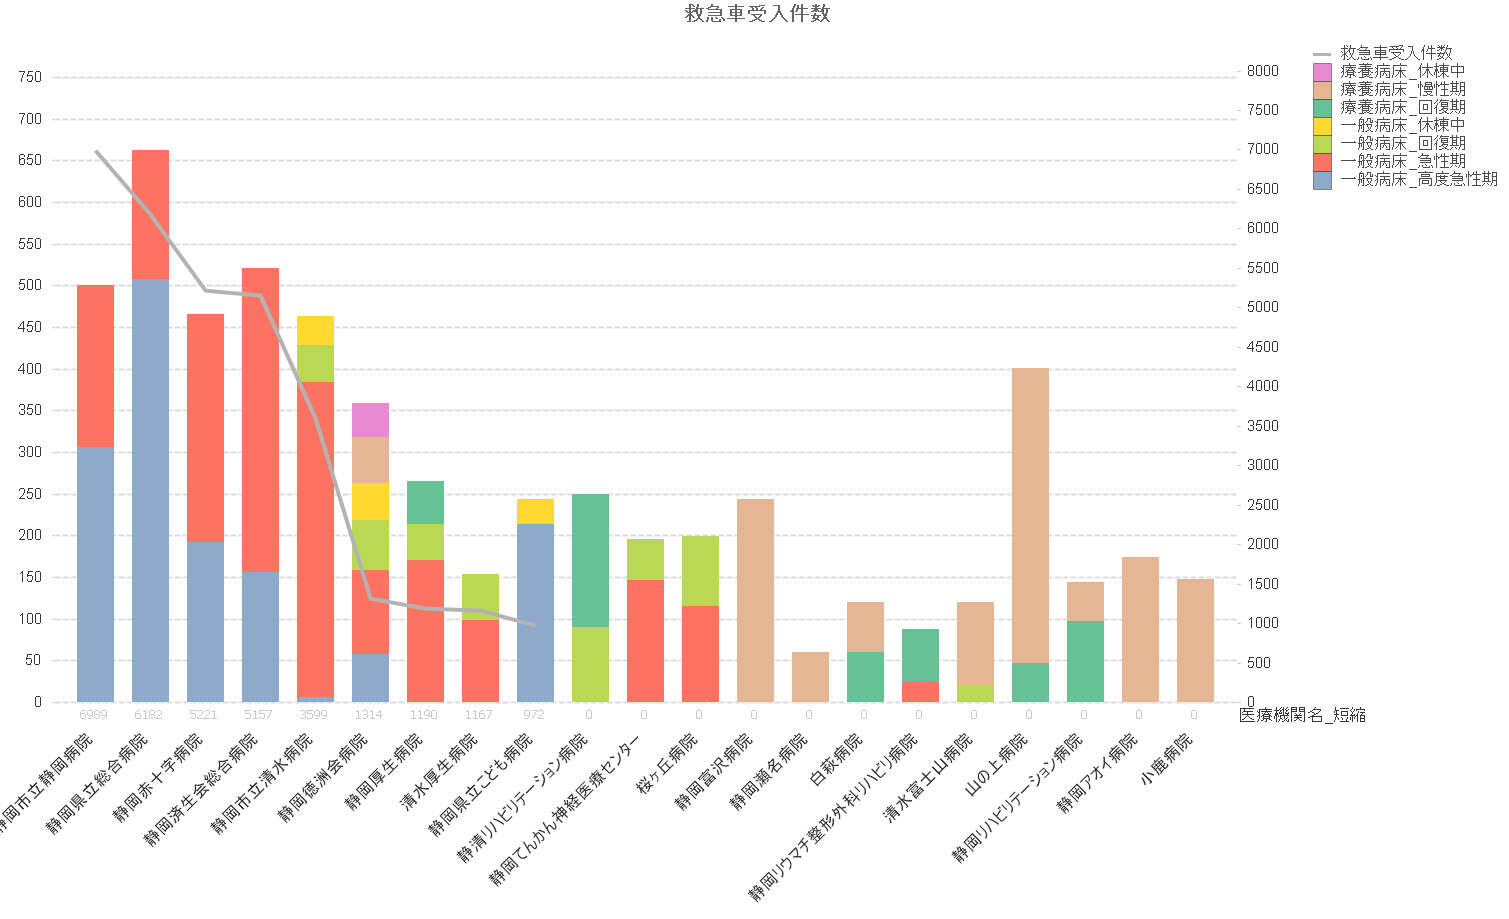 救急車受入件数
救急車受入件数
療養病床_休棟中
療養病床_慢性期
療養病床_回復期
一般病床_休棟中
一般病床_回復期
一般病床_急性期
一般病床_高度急性期
750
700
650
600
550
500
450
400
350
300
250
200
150
100
50
0
8000
7500
7000
6500
6000
5500
5000
4500
4000
3500
3000
2500
2000
1500
1000
500
0
6989 6182 5221 5157 3599 1314 1190 1167 972 0 0 0 0 0 0 0 0 0 0 0 0
医療機関名_短縮
静岡市立静岡病院
静岡県立総合病院
静岡赤十字病院
静岡済生会総合病院
静岡市立清水病院
静岡徳洲会病院
静岡厚生病院
清水厚生病院
静岡県立こども病院
静清リハビリテーション病院
静岡てんかん神経医療センター
桜ヶ丘病院
静岡富沢病院
静岡瀬名病院
白萩病院
静岡リウマチ整形外科リハビリ病院
清水富士山病院
山の上病院
静岡リハビリテーション病院
静岡アオイ病院
小鹿病院